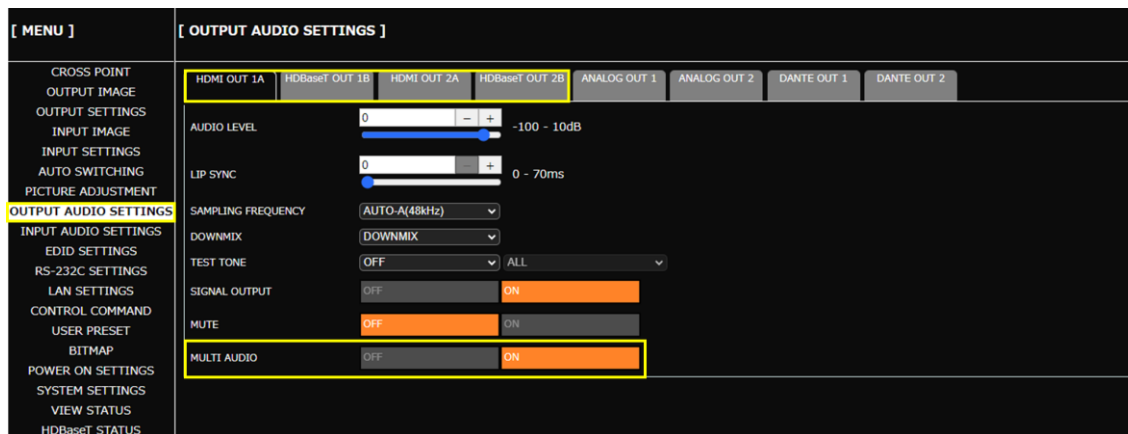 [ MENU ]
[ OUTPUT AUDIO SETTINGS ]
CROSS POINT
OUTPUT IMAGE
OUTPUT SETTINGS
INPUT IMAGE
INPUT SETTINGS
AUTO SWITCHING
PICTURE ADJUSTMENT
OUTPUT AUDIO SETTINGS
INPUT AUDIO SETTINGS
EDID SETTINGS
RS-232C SETTINGS
LAN SETTINGS
CONTROL COMMAND
USER PRESET
BITMAP
POWER ON SETTINGS
SYSTEM SETTINGS
VIEW STATUS
HDBaseT STATUS
HDMI OUT 1A HDBaseT OUT 1B HDMI OUT 2A HDBaseT OUT 2B ANALOG OUT 1 ANALOG OUT 2 DANTE OUT 1 DANTE OUT 2
AUDIO LEVEL 0 - + -100 - 10dB
LIP SYNC 0 - + 0 - 70ms
SAMPLING FREQUENCY AUTO-A(48kHz)
DOWNMIX DOWNMIX
TEST TONE OFF ALL
SIGNAL OUTPUT OFF ON
MUTE OFF ON
MULTI AUDIO OFF ON